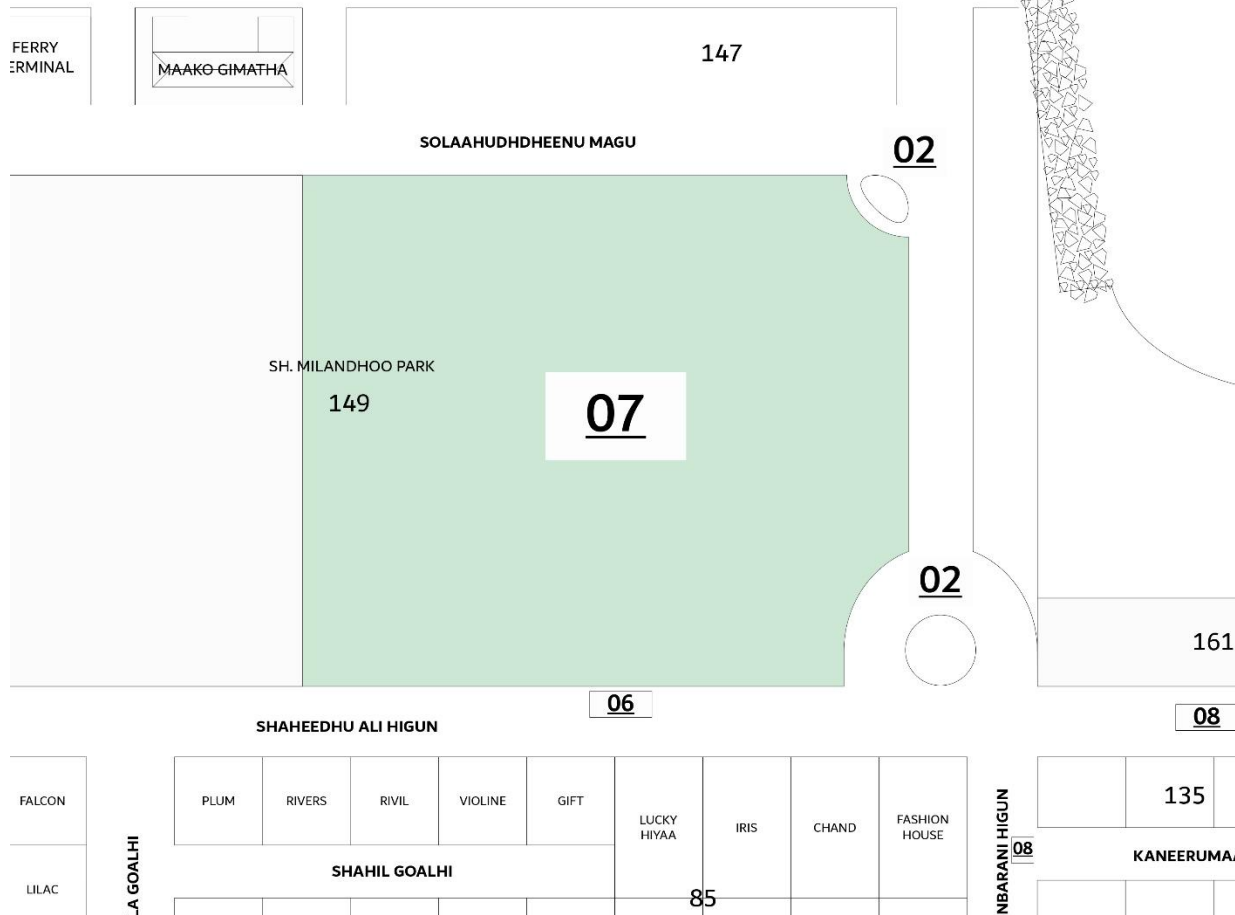 FERRY
ERMINAL
MAAKO GIMATHA
147
SOLAAHUDHDHEENU MAGU
02
SH. MILANDHOO PARK
149
07
02
161
06
08
SHAHEEDHU ALI HIGUN
FALCON
PLUM
RIVERS
RIVIL
VIOLINE
GIFT
LUCKY
HIYAA
IRIS
CHAND
FASHION
HOUSE
135
LA GOALHI
NBARANI HIGUN
08
KANEERUMA
SHAHIL GOALHI
LILAC
85